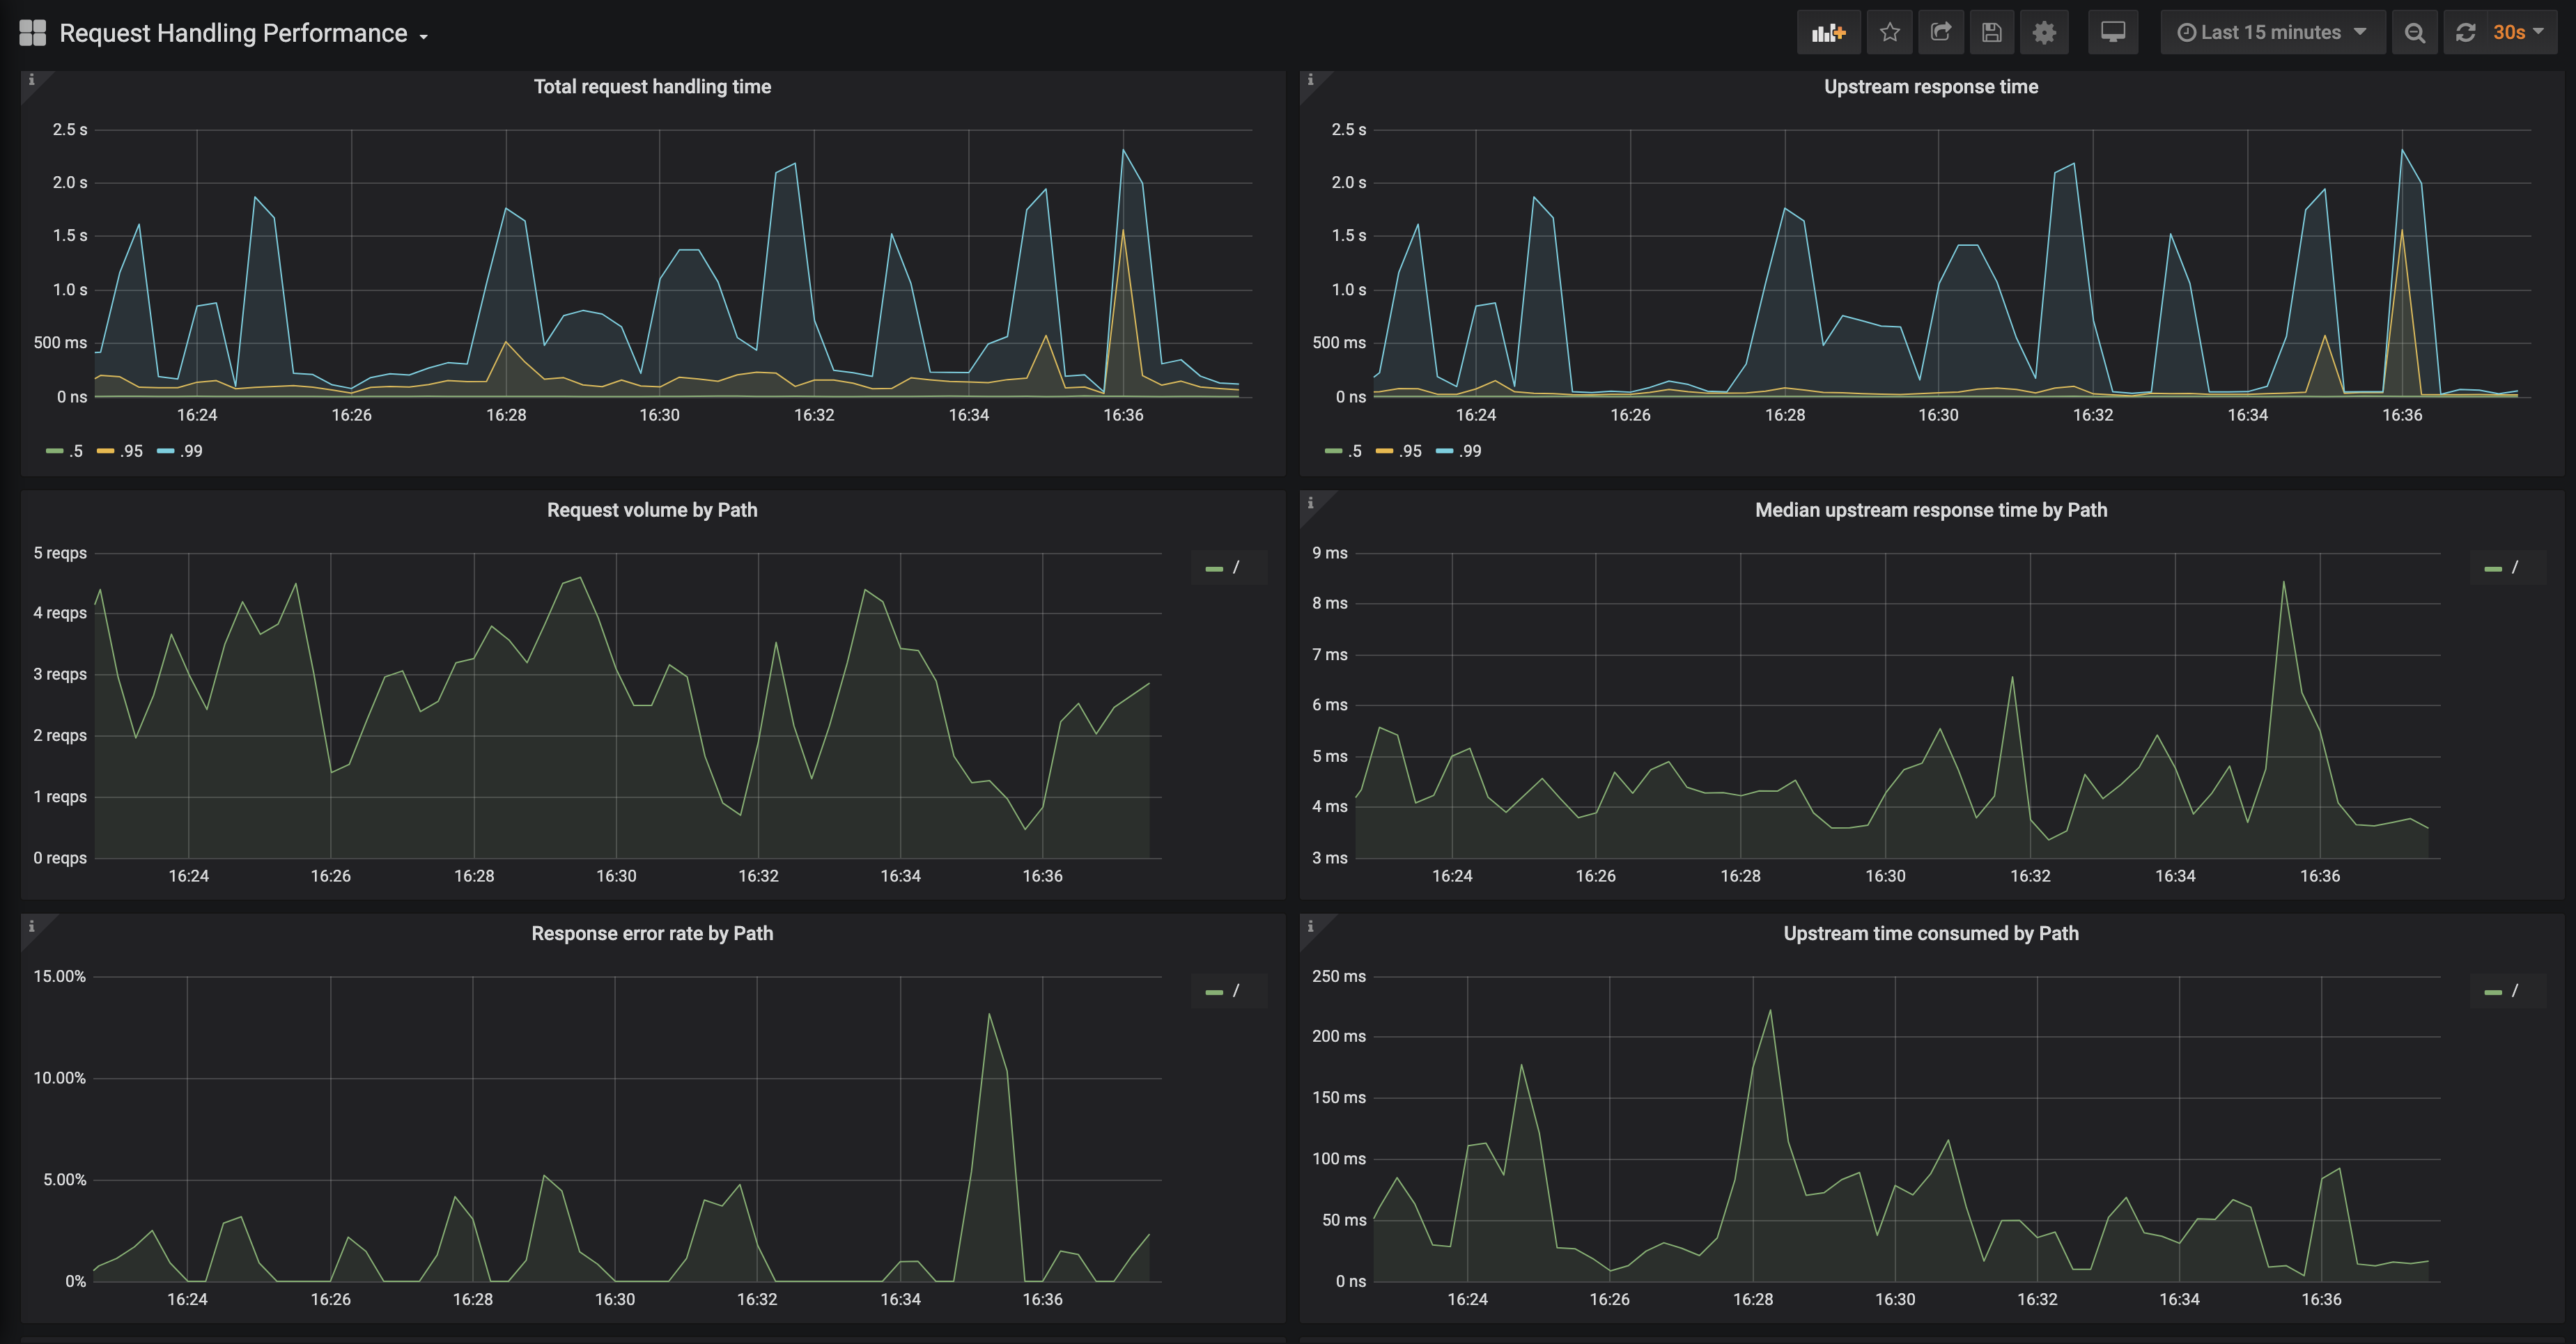 Request Handling Performance
Last 15 minutes
30s
Total request handling time
2.5 s
2.0 s
1.5 s
1.0 s
500 ms
0 ns
16:24 16:26 16:28 16:30 16:32 16:34 16:36
.5 .95 .99
Upstream response time
2.5 s
2.0 s
1.5 s
1.0 s
500 ms
0 ns
16:24 16:26 16:28 16:30 16:32 16:34 16:36
.5 .95 .99
Request volume by Path
5 reqps
4 reqps
3 reqps
2 reqps
1 reqps
0 reqps
16:24 16:26 16:28 16:30 16:32 16:34 16:36
/
Median upstream response time by Path
9 ms
8 ms
7 ms
6 ms
5 ms
4 ms
3 ms
16:24 16:26 16:28 16:30 16:32 16:34 16:36
/
Response error rate by Path
15.00%
10.00%
5.00%
0%
16:24 16:26 16:28 16:30 16:32 16:34 16:36
/
Upstream time consumed by Path
250 ms
200 ms
150 ms
100 ms
50 ms
0 ns
16:24 16:26 16:28 16:30 16:32 16:34 16:36
/